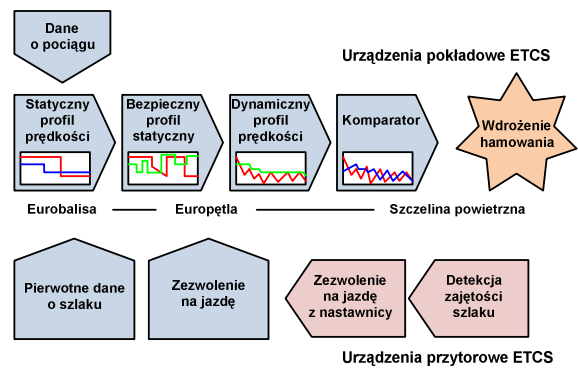 Dane
o pociągu
Urządzenia pokładowe ETCS
Statyczny
profil
prędkości
Bezpieczny
profil
statyczny
Dynamiczny
profil
prędkości
Komparator
Wdrożenie
hamowania
Eurobalisa
Europętla
Szczelina powietrzna
Pierwotne dane
o szlaku
Zezwolenie
na jazdę
Zezwolenie
na jazdę
z nastawnicy
Detekcja
zajętości
szlaku
Urządzenia przytorowe ETCS